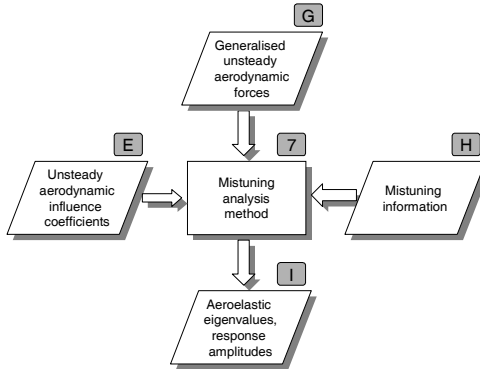 G
Generalised
unsteady
aerodynamic
forces
E
7
H
Unsteady
aerodynamic
influence
coefficients
Mistuning
analysis
method
Mistuning
information
I
Aeroelastic
eigenvalues,
response
amplitudes